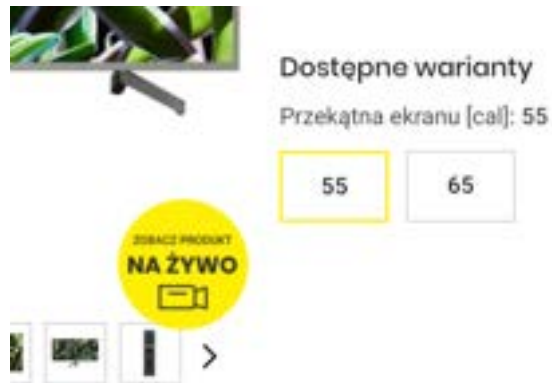 Dostępne warianty
Przekątna ekranu [cal]: 55
55
65
ZOBACZ PRODUKT
NA ŻYWO